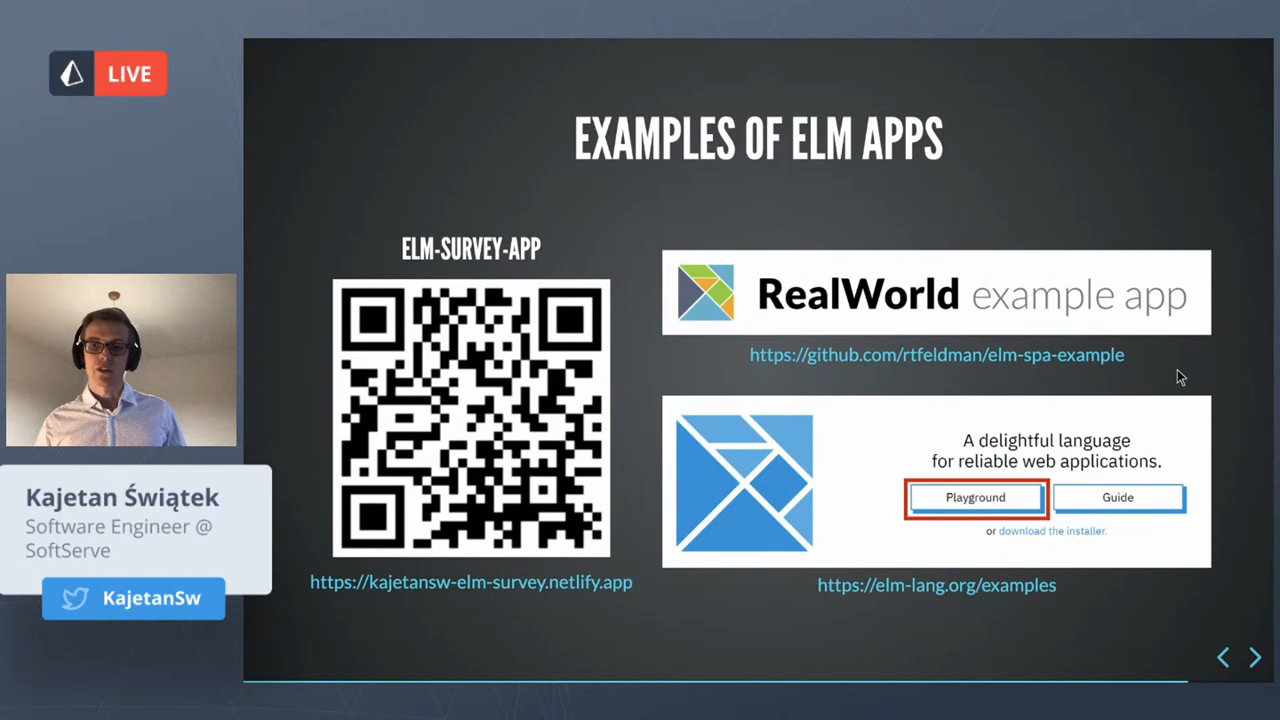 LIVE
EXAMPLES OF ELM APPS
ELM-SURVEY-APP
https://kajetansw-elm-survey.netlify.app
RealWorld example app
https://github.com/rtfeldman/elm-spa-example
A delightful language
for reliable web applications.
Playground
Guide
or download the installer.
https://elm-lang.org/examples
Kajetan Świątek
Software Engineer @
SoftServe
KajetanSw